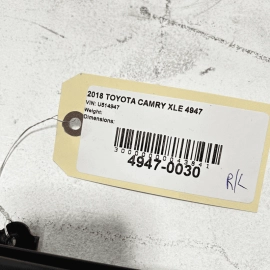 2018 TOYOTA CAMRY XLE 4947
VIN: U514947
Weight:
Dimensions:
4947-0030
R/L